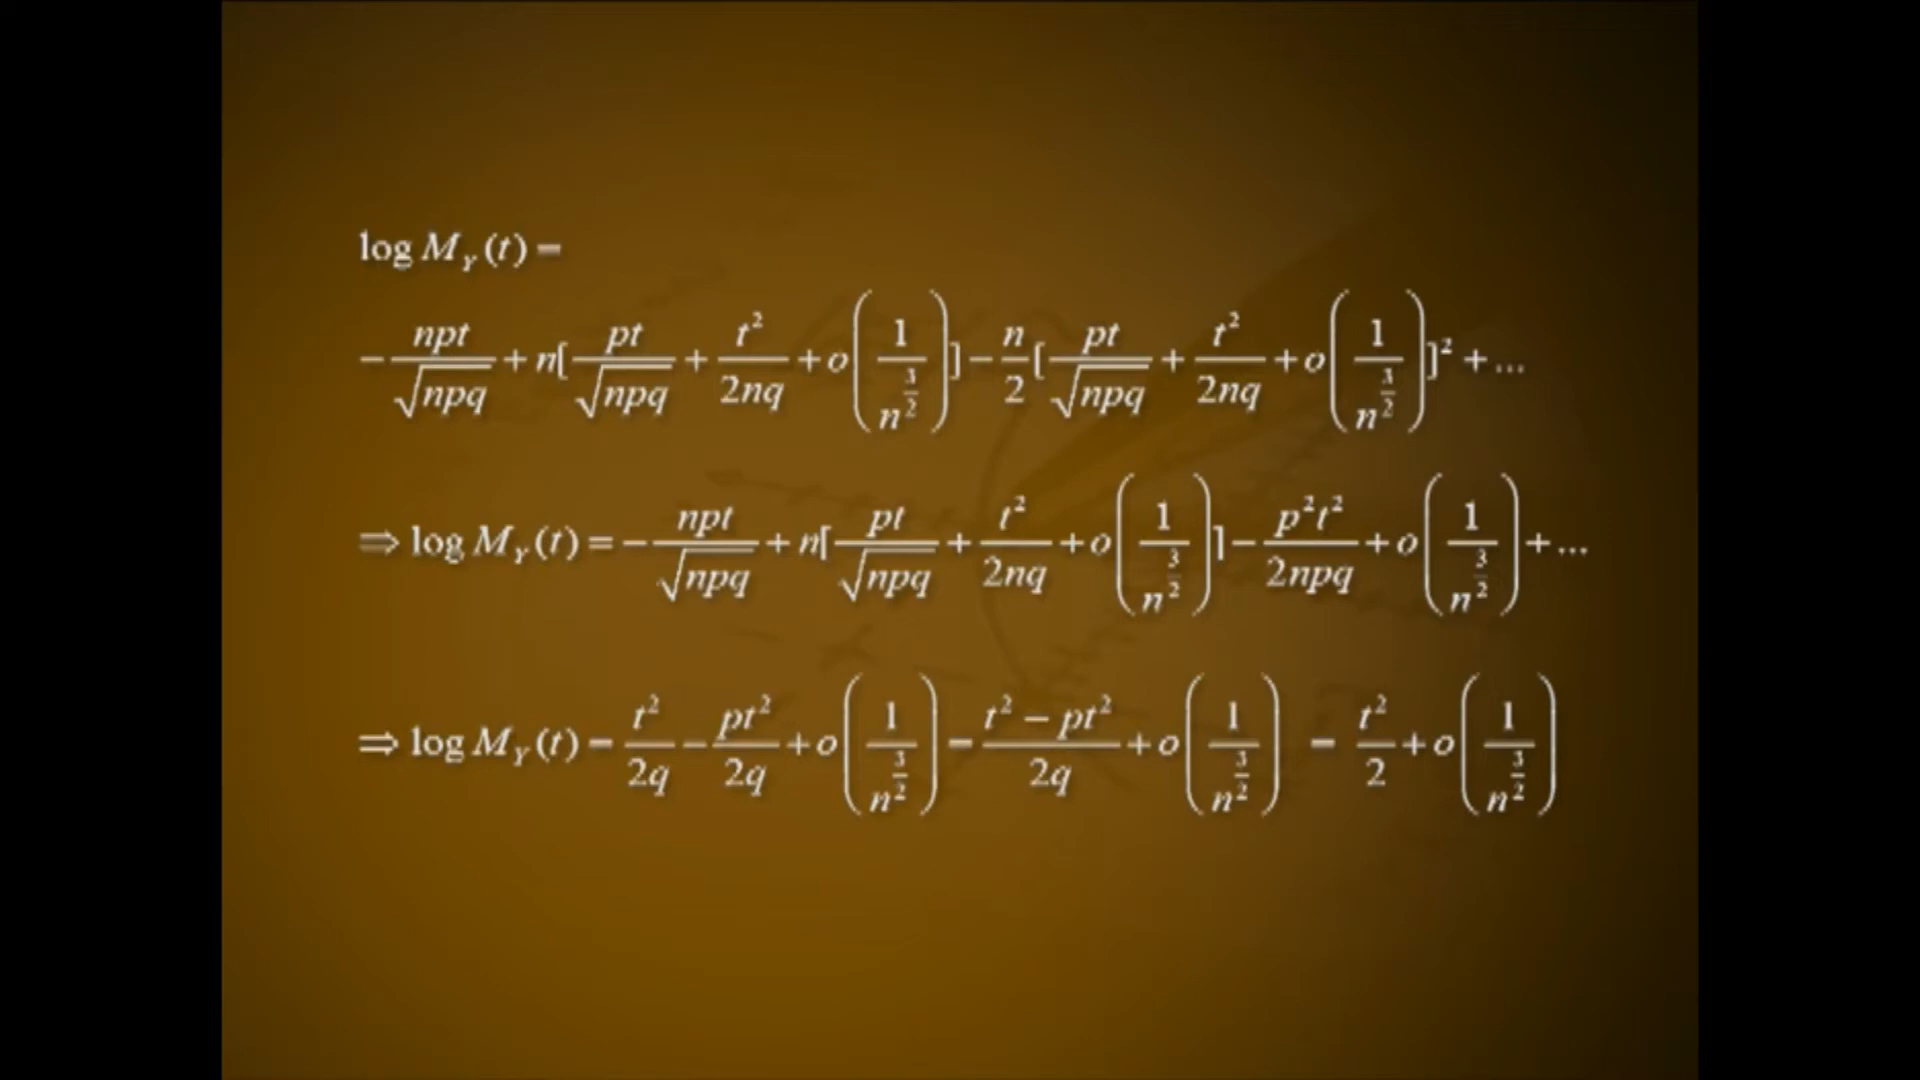 log M_Y(t) =
-\frac{npt}{\sqrt{npq}} + n[\frac{pt}{\sqrt{npq}} + \frac{t^2}{2nq} + o\left(\frac{1}{n^{\frac{3}{2}}}\right)] - \frac{n}{2}[\frac{pt}{\sqrt{npq}} + \frac{t^2}{2nq} + o\left(\frac{1}{n^{\frac{3}{2}}}\right)]^2 + ...
⇒ log M_Y(t) = -\frac{npt}{\sqrt{npq}} + n[\frac{pt}{\sqrt{npq}} + \frac{t^2}{2nq} + o\left(\frac{1}{n^{\frac{3}{2}}}\right)] - \frac{p^2t^2}{2npq} + o\left(\frac{1}{n^{\frac{3}{2}}}\right) + ...
⇒ log M_Y(t) = \frac{t^2}{2q} - \frac{pt^2}{2q} + o\left(\frac{1}{n^{\frac{3}{2}}}\right) = \frac{t^2 - pt^2}{2q} + o\left(\frac{1}{n^{\frac{3}{2}}}\right) = \frac{t^2}{2} + o\left(\frac{1}{n^{\frac{3}{2}}}\right)